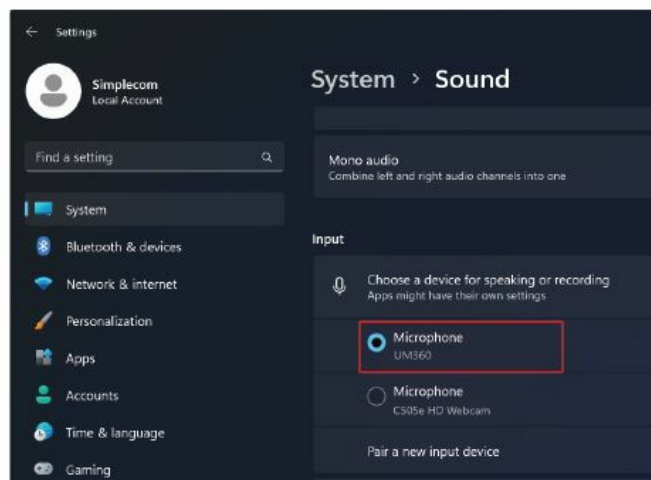 Settings
Simplecom
Local Account
Find a setting
System
Bluetooth & devices
Network & internet
Personalization
Apps
Accounts
Time & language
Gaming
System > Sound
Mono audio
Combine left and right audio channels into one
Input
Choose a device for speaking or recording
Apps might have their own settings
Microphone
UM360
Microphone
C505e HD Webcam
Pair a new input device